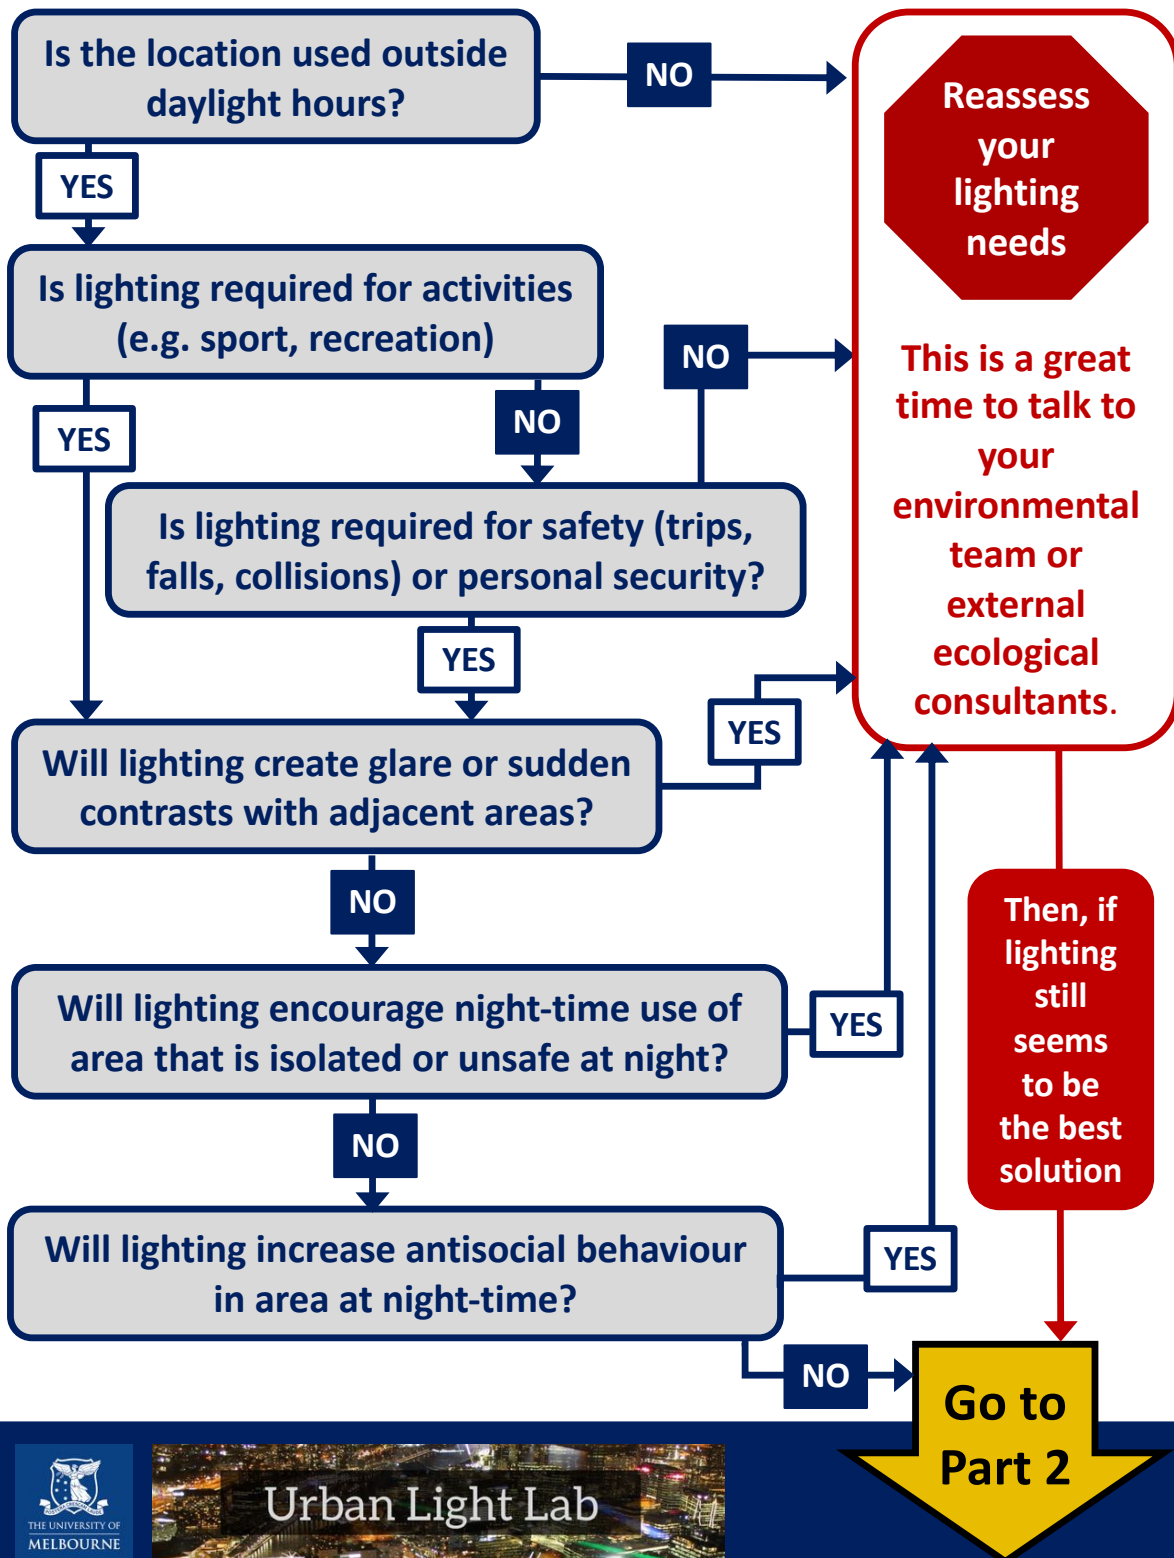 Is the location used outside
daylight hours?
NO
YES
Is lighting required for activities
(e.g. sport, recreation)
YES
NO
NO
Is lighting required for safety (trips,
falls, collisions) or personal security?
YES
Will lighting create glare or sudden
contrasts with adjacent areas?
YES
NO
Will lighting encourage night-time use of
area that is isolated or unsafe at night?
YES
NO
Will lighting increase antisocial behaviour
in area at night-time?
YES
NO
Reassess
your
lighting
needs
This is a great
time to talk to
your
environmental
team or
external
ecological
consultants.
Then, if
lighting
still
seems
to be
the best
solution
Go to
Part 2
THE UNIVERSITY OF
MELBOURNE
Urban Light Lab